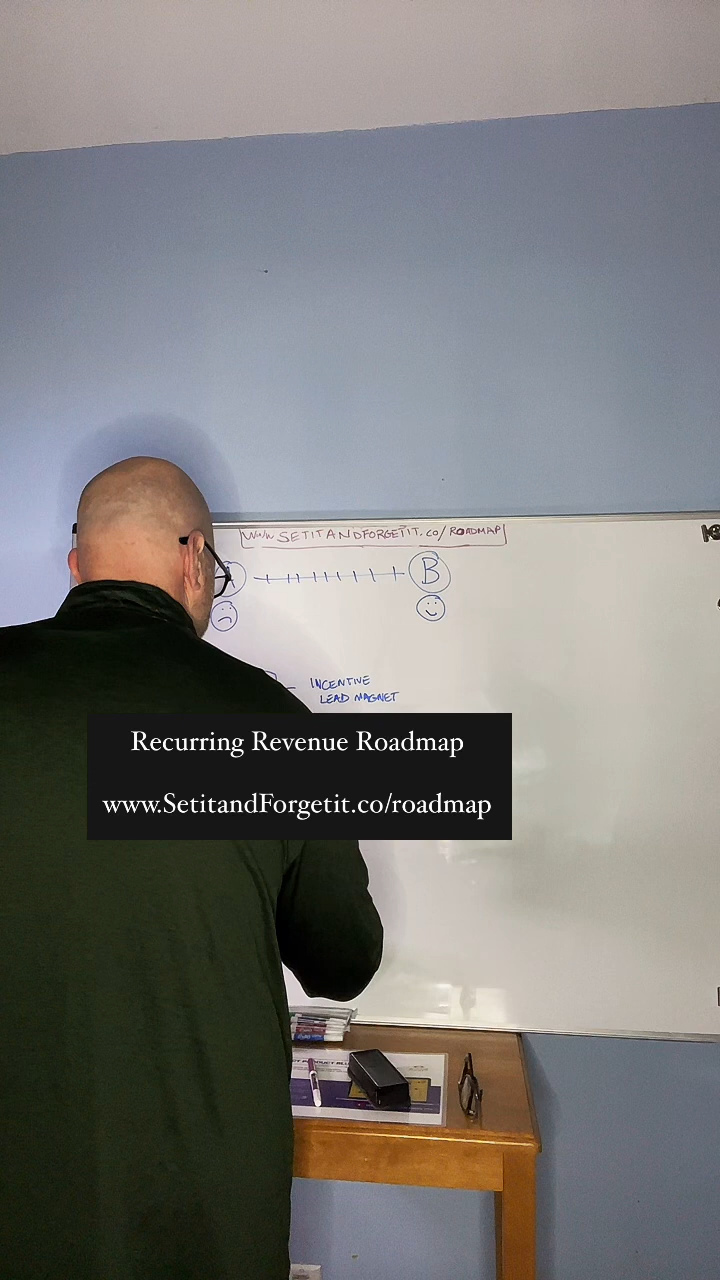 www.SETITANDFORGETIT.co/ROADMAP
A
B
INCENTIVE
LEAD MAGNET
Recurring Revenue Roadmap
www.SetitandForgetit.co/roadmap